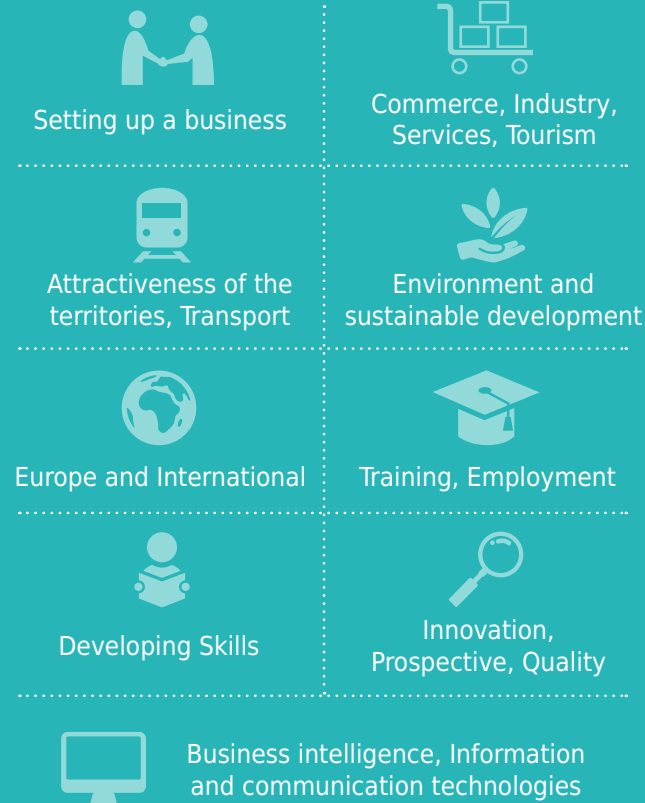 Setting up a business
Commerce, Industry,
Services, Tourism
Attractiveness of the
territories, Transport
Environment and
sustainable development
Europe and International
Training, Employment
Developing Skills
Innovation,
Prospective, Quality
Business intelligence, Information
and communication technologies